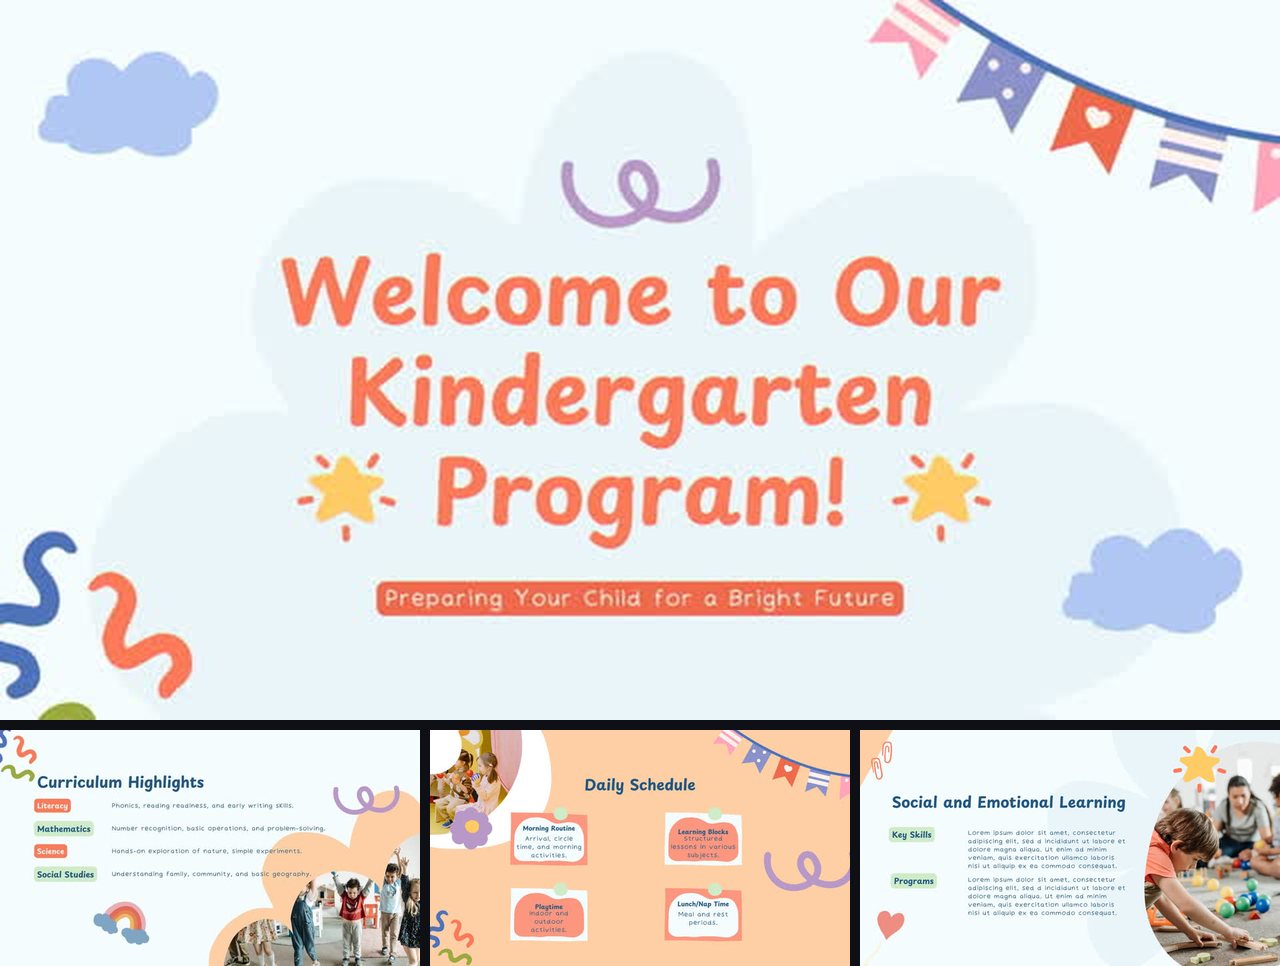 Welcome to Our
Kindergarten
Program!
Preparing Your Child for a Bright Future
Curriculum Highlights
Literacy
Phonics, reading readiness, and early writing skills.
Mathematics
Number recognition, basic operations, and problem-solving.
Science
Hands-on exploration of nature, simple experiments.
Social Studies
Understanding family, community, and basic geography.
Daily Schedule
Morning Routine
Arrival, circle
time, and morning
activities.
Learning Blocks
Structured
lessons in various
subjects.
Playtime
Indoor and
outdoor
activities.
Lunch/Nap Time
Meal and rest
periods.
Social and Emotional Learning
Key Skills
Lorem ipsum dolor sit amet, consectetur
adipiscing elit, sed d incididunt ut labore et
dolore magna aliqua. Ut enim ad minim
veniam, quis exercitation ullamco laboris
nisi ut aliquip ex ea commodo consequat.
Programs
Lorem ipsum dolor sit amet, consectetur
adipiscing elit, sed d incididunt ut labore et
dolore magna aliqua. Ut enim ad minim
veniam, quis exercitation ullamco laboris
nisi ut aliquip ex ea commodo consequat.